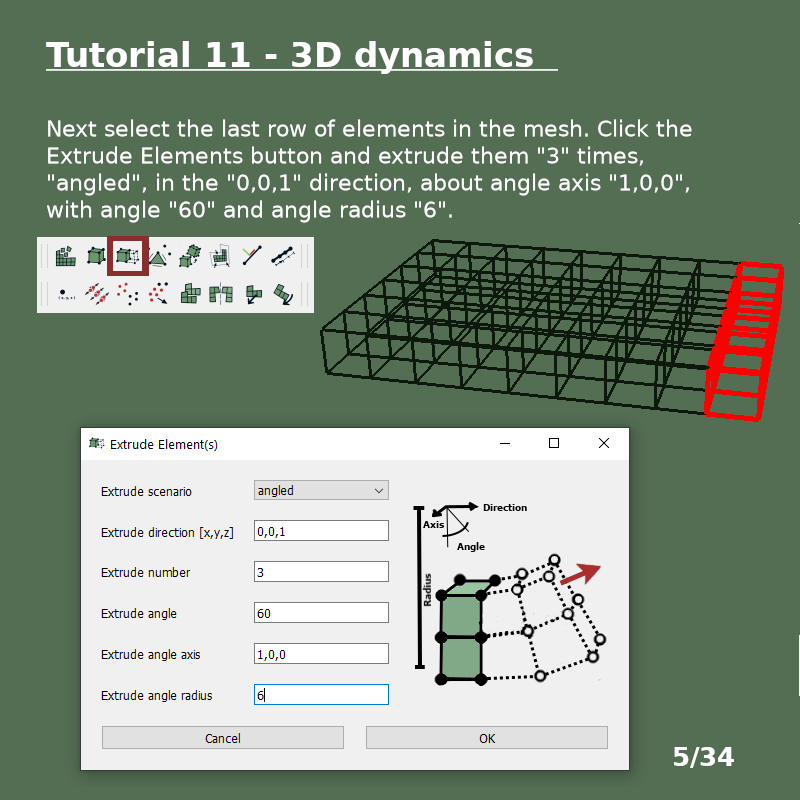 Tutorial 11 - 3D dynamics
Next select the last row of elements in the mesh. Click the
Extrude Elements button and extrude them "3" times,
"angled", in the "0,0,1" direction, about angle axis "1,0,0",
with angle "60" and angle radius "6".
(x,y,z)
Extrude Element(s)
Extrude scenario
angled
Extrude direction [x,y,z]
0,0,1
Extrude number
3
Extrude angle
60
Extrude angle axis
1,0,0
Extrude angle radius
6
Direction
Axis
Angle
Radius
Cancel
OK
5/34